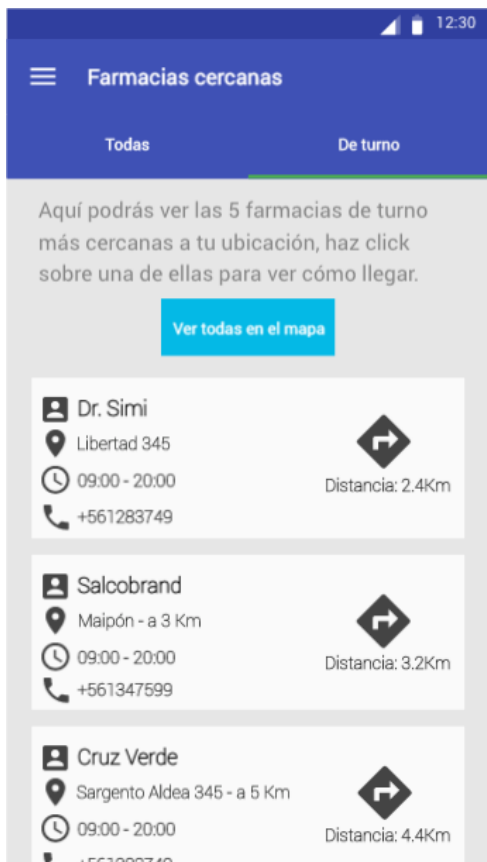 12:30
Farmacias cercanas
Todas
De turno
Aquí podrás ver las 5 farmacias de turno
más cercanas a tu ubicación, haz click
sobre una de ellas para ver cómo llegar.
Ver todas en el mapa
Dr. Simi
Libertad 345
09:00 - 20:00
Distancia: 2.4Km
+561283749
Salcobrand
Maipón - a 3 Km
09:00 - 20:00
Distancia: 3.2Km
+561347599
Cruz Verde
Sargento Aldea 345 - a 5 Km
09:00 - 20:00
Distancia: 4.4Km